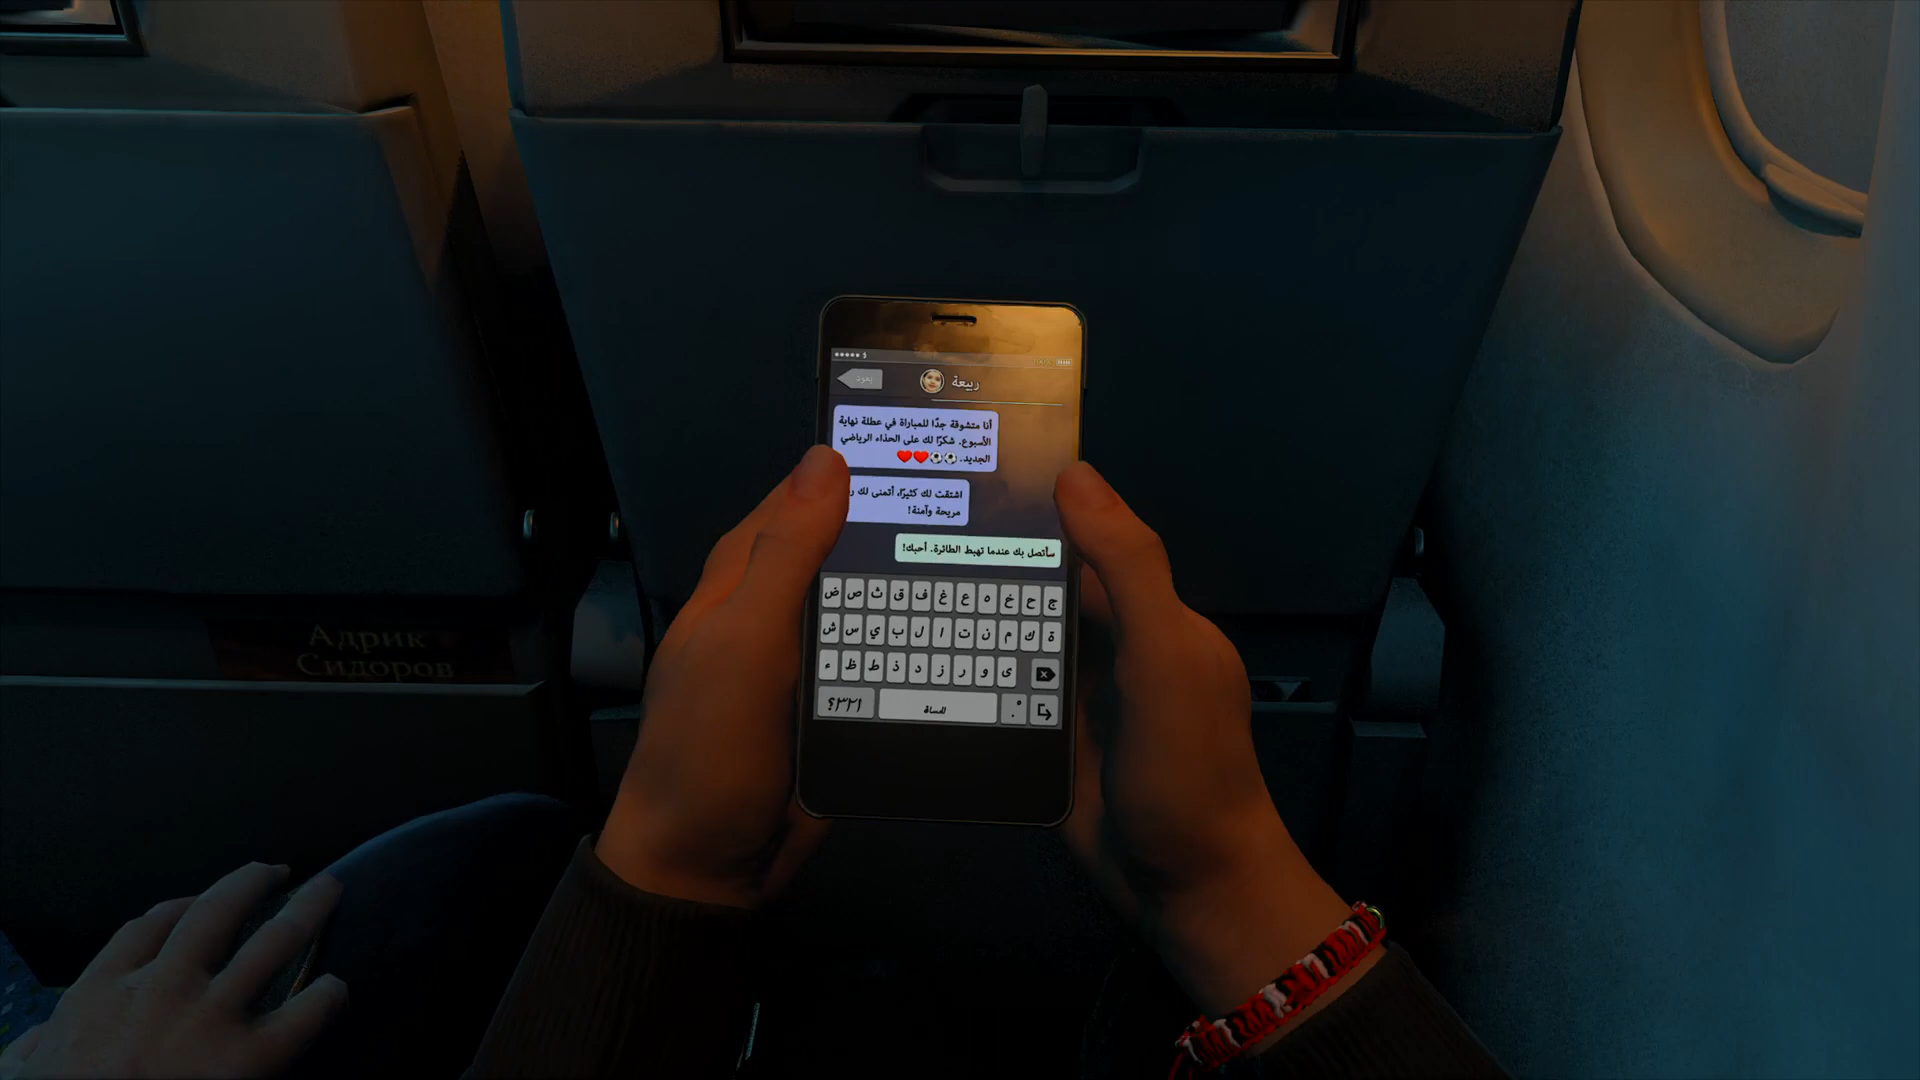 يعود
ربيعة
أنا متشوقة جدًا للمباراة في عطلة نهاية
الأسبوع. شكرًا لك على الحذاء الرياضي
الجديد. ⚽⚽❤️❤️
اشتقت لك كثيرًا، أتمنى لك
مريحة وآمنة!
سأتصل بك عندما تهبط الطائرة. أحبك!
ض ص ث ق ف غ ع ه خ ح ج
ش س ي ب ل ا ت ن م ك ة
ء ظ ط ذ د ز ر و ى
؟٣٢١
المسافة
Адрик
Сидоров